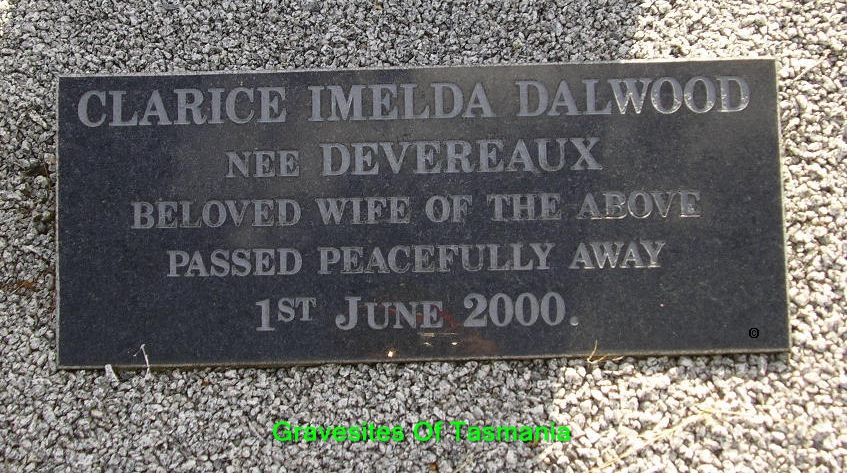 CLARICE IMELDA DALWOOD
NEE DEVEREAUX
BELOVED WIFE OF THE ABOVE
PASSED PEACEFULLY AWAY
1ST JUNE 2000.
©
Gravesites Of Tasmania